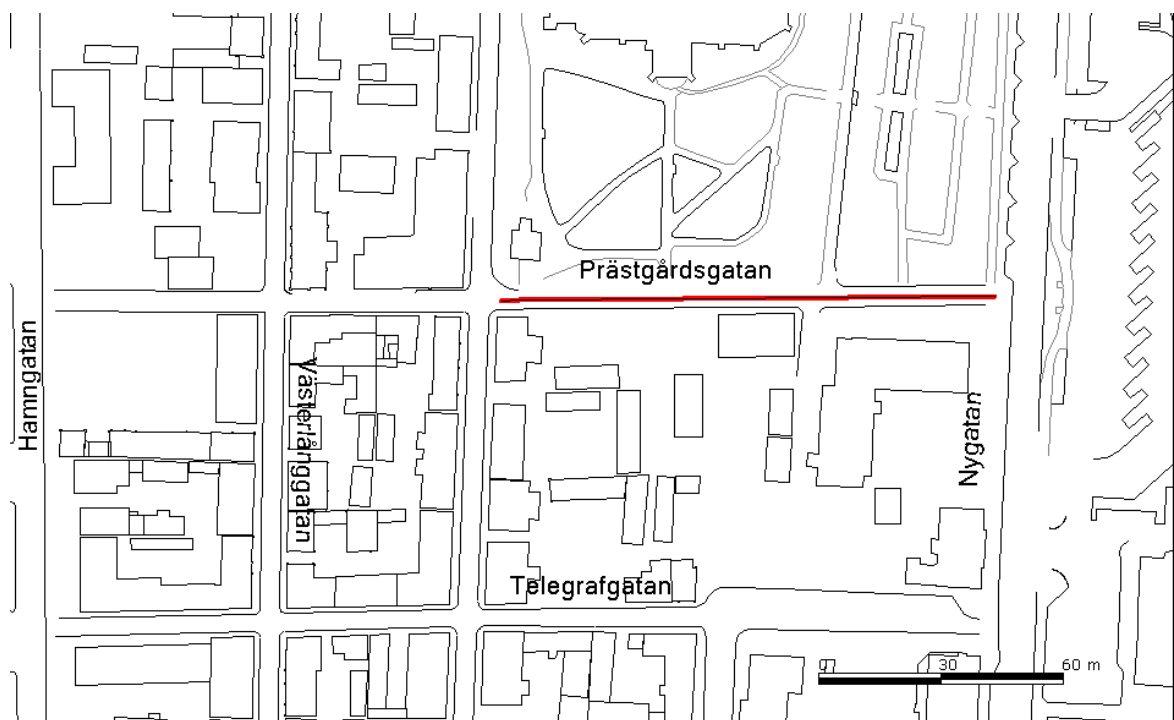 Prästgårdsgatan
Hamngatan
Västerlånggatan
Nygatan
Telegrafgatan
0 30 60 m